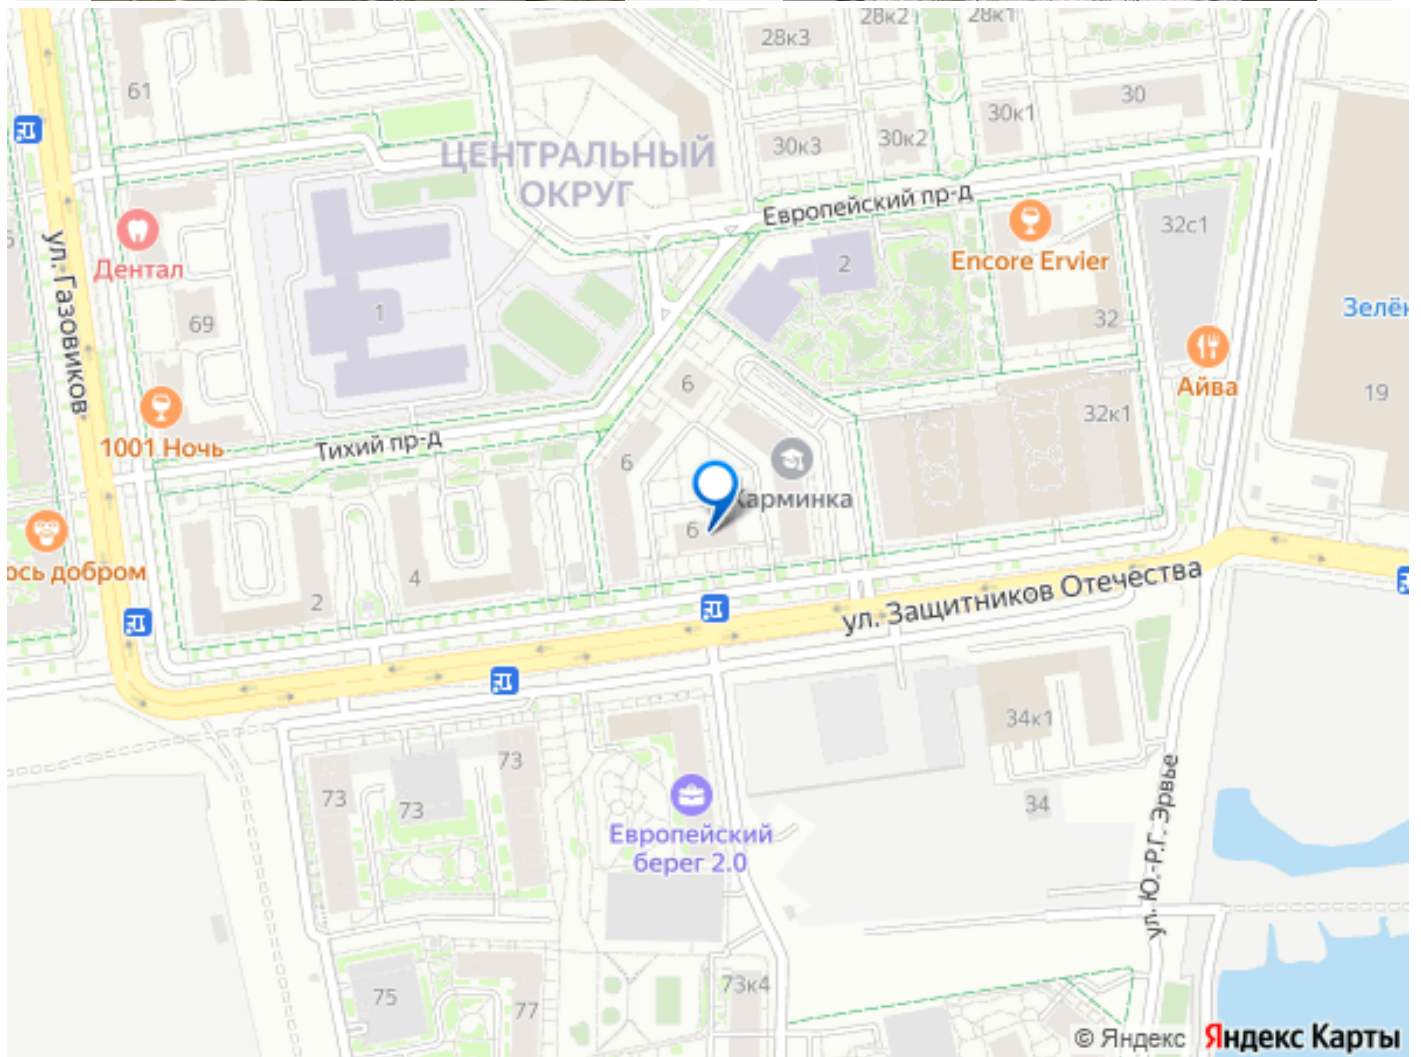 28к2
28к1
28к3
61
30
30к1
30к2
30к3
ЦЕНТРАЛЬНЫЙ
ОКРУГ
Европейский пр-д
32с1
ул. Газовиков
Дентал
2
Encore Ervier
1
69
32
Зелён
Айва
19
6
32к1
1001 Ночь
Тихий пр-д
6
Карминка
6
ось добром
4
2
ул. Защитников Отечества
34к1
73
73
73
34
Европейский
берег 2.0
ул. Ю.-Р.Г. Эрвье
75
77
73к4
© Яндекс Яндекс Карты